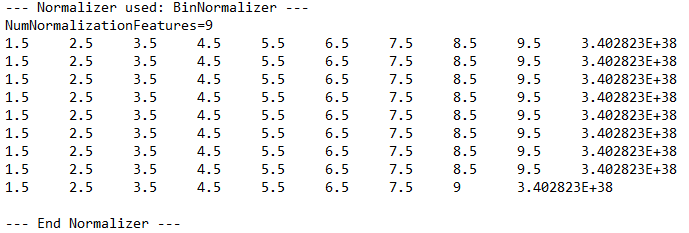 --- Normalizer used: BinNormalizer ---
NumNormalizationFeatures=9
1.5 2.5 3.5 4.5 5.5 6.5 7.5 8.5 9.5 3.402823E+38
1.5 2.5 3.5 4.5 5.5 6.5 7.5 8.5 9.5 3.402823E+38
1.5 2.5 3.5 4.5 5.5 6.5 7.5 8.5 9.5 3.402823E+38
1.5 2.5 3.5 4.5 5.5 6.5 7.5 8.5 9.5 3.402823E+38
1.5 2.5 3.5 4.5 5.5 6.5 7.5 8.5 9.5 3.402823E+38
1.5 2.5 3.5 4.5 5.5 6.5 7.5 8.5 9.5 3.402823E+38
1.5 2.5 3.5 4.5 5.5 6.5 7.5 8.5 9.5 3.402823E+38
1.5 2.5 3.5 4.5 5.5 6.5 7.5 8.5 9.5 3.402823E+38
1.5 2.5 3.5 4.5 5.5 6.5 7.5 9 3.402823E+38
--- End Normalizer ---